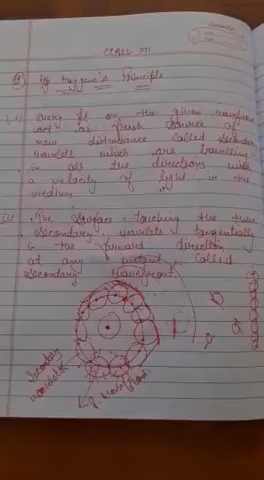 CLASS XII
By Huygen's Principle
(i) Every pt. on the given wavefront
act as fresh source of
new disturbance called Secondary
wavelets which are travelling
in all the directions with
a velocity of light in the
medium.
(ii) The Surface touching the these
secondary wavelets tangentially
in the forward direction
at any instant called
Secondary wavefront.
Secondary
wavelets